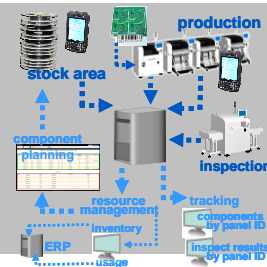 production
stock area
component
planning
inspection
resource
management
tracking
components
by panel ID
inventory
ERP
inspect results
by panel ID
usage